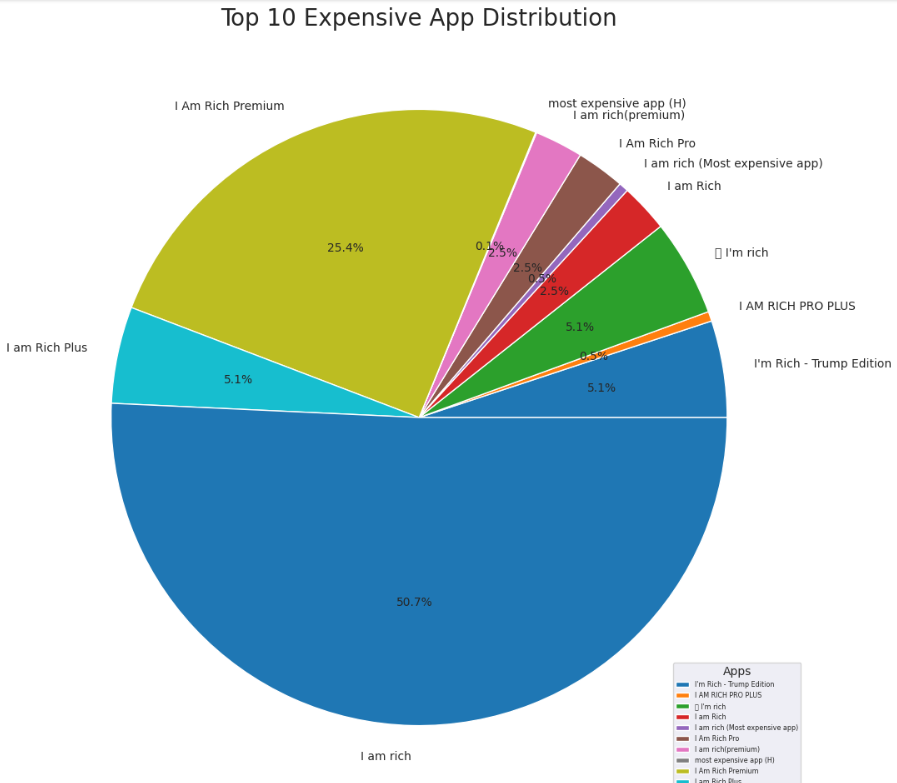 Top 10 Expensive App Distribution
I Am Rich Premium
most expensive app (H)
I am rich(premium)
I Am Rich Pro
I am rich (Most expensive app)
I am Rich
▯ I'm rich
I AM RICH PRO PLUS
I'm Rich - Trump Edition
I am Rich Plus
I am rich
25.4%
0.1%
2.5%
2.5%
0.5%
2.5%
5.1%
0.5%
5.1%
5.1%
50.7%
Apps
I'm Rich - Trump Edition
I AM RICH PRO PLUS
▯ I'm rich
I am Rich
I am rich (Most expensive app)
I Am Rich Pro
I am rich(premium)
most expensive app (H)
I Am Rich Premium
I am Rich Plus